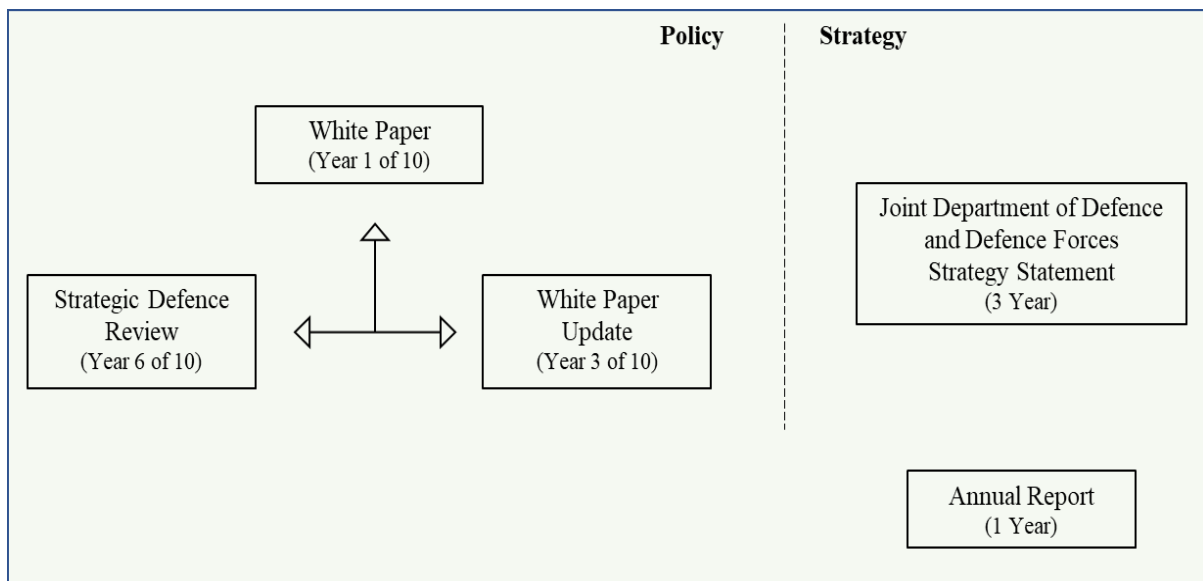 Policy
Strategy
White Paper
(Year 1 of 10)
Strategic Defence
Review
(Year 6 of 10)
White Paper
Update
(Year 3 of 10)
Joint Department of Defence
and Defence Forces
Strategy Statement
(3 Year)
Annual Report
(1 Year)